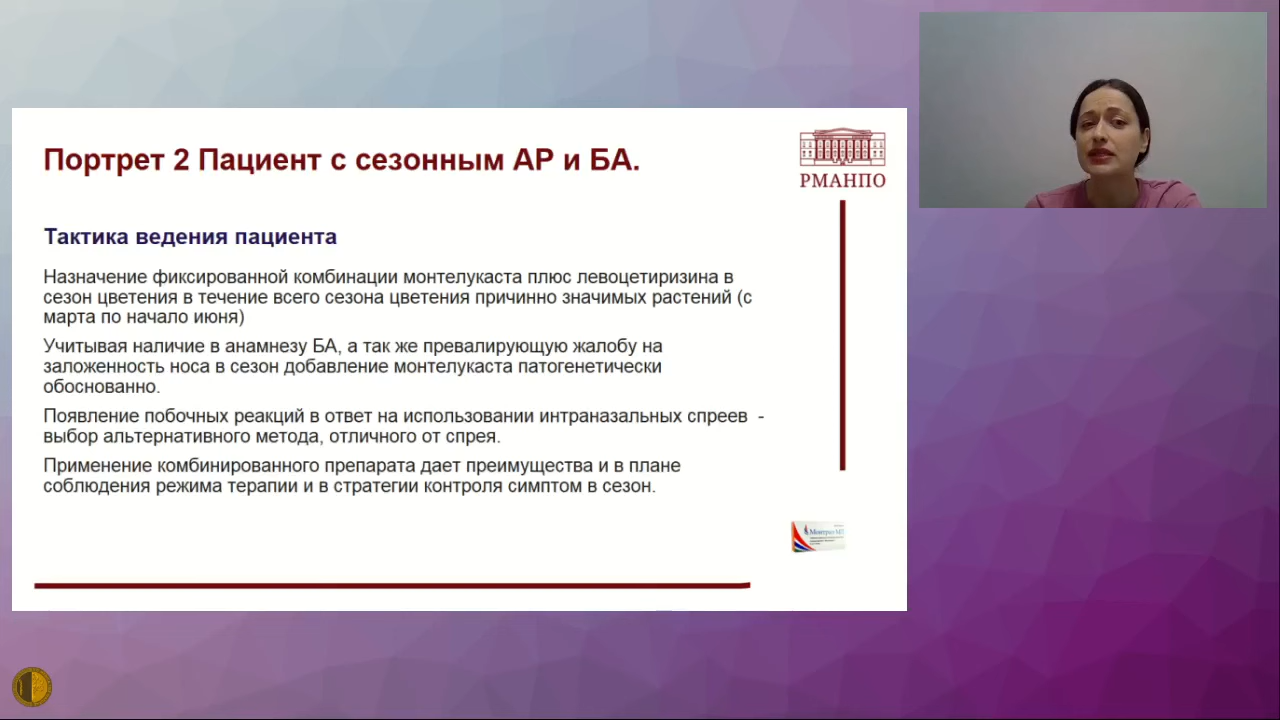 Портрет 2 Пациент с сезонным АР и БА.
РМАНПО
Тактика ведения пациента
Назначение фиксированной комбинации монтелукаста плюс левоцетиризина в
сезон цветения в течение всего сезона цветения причинно значимых растений (с
марта по начало июня)
Учитывая наличие в анамнезу БА, а так же превалирующую жалобу на
заложенность носа в сезон добавление монтелукаста патогенетически
обоснованно.
Появление побочных реакций в ответ на использовании интраназальных спреев -
выбор альтернативного метода, отличного от спрея.
Применение комбинированного препарата дает преимущества и в плане
соблюдения режима терапии и в стратегии контроля симптом в сезон.